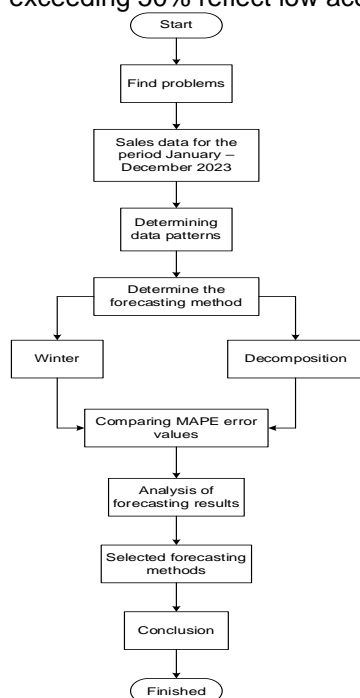 exceeding 50% reflect low acc
Start
Find problems
Sales data for the
period January –
December 2023
Determining
data patterns
Determine the
forecasting method
Winter
Decomposition
Comparing MAPE error
values
Analysis of
forecasting results
Selected forecasting
methods
Conclusion
Finished